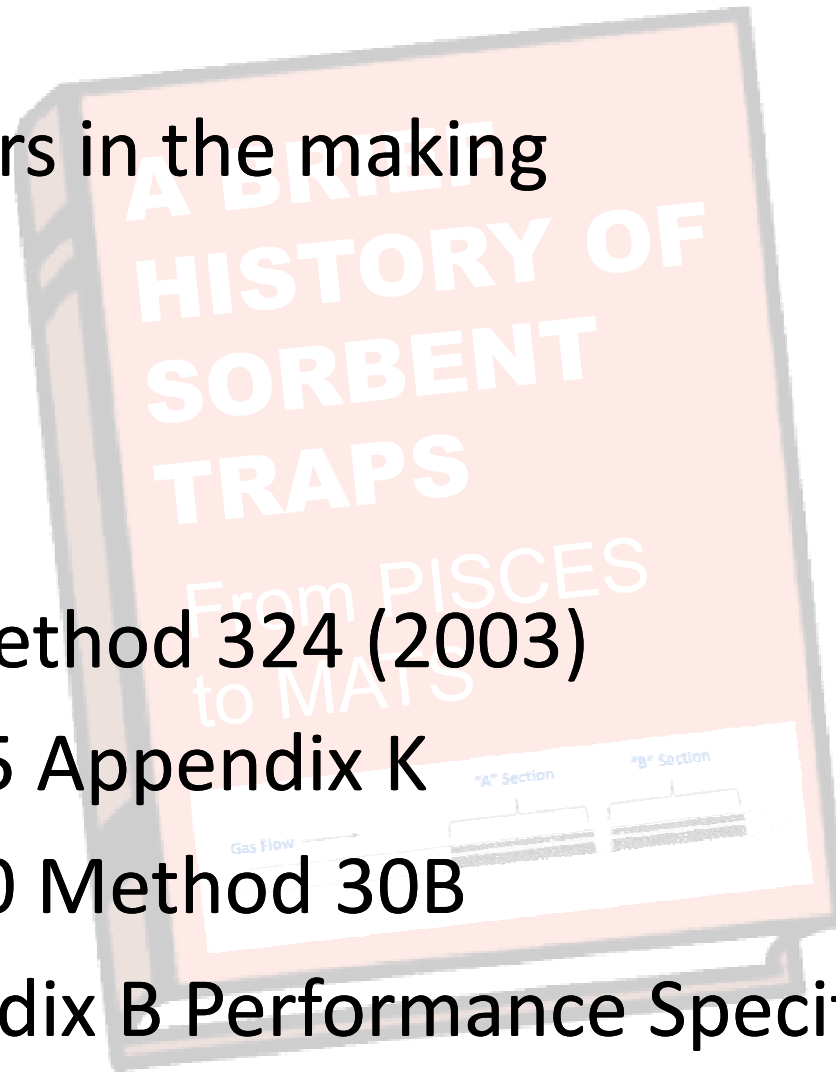 rs in the making
A BRIEF
HISTORY OF
SORBENT
TRAPS
From PISCES
to MATS
ethod 324 (2003)
5 Appendix K
"A" Section
"B" Section
Gas Flow
0 Method 30B
dix B Performance Specif